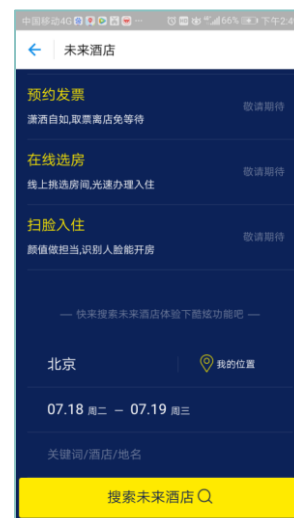 中国移动4G 66% 下午2:4
未来酒店
预约发票
敬请期待
潇洒自如,取票离店免等待
在线选房
敬请期待
线上挑选房间,光速办理入住
扫脸入住
敬请期待
颜值做担当,识别人脸能开房
— 快来搜索未来酒店体验下酷炫功能吧 —
北京 我的位置
07.18 周二 – 07.19 周三
关键词/酒店/地名
搜索未来酒店